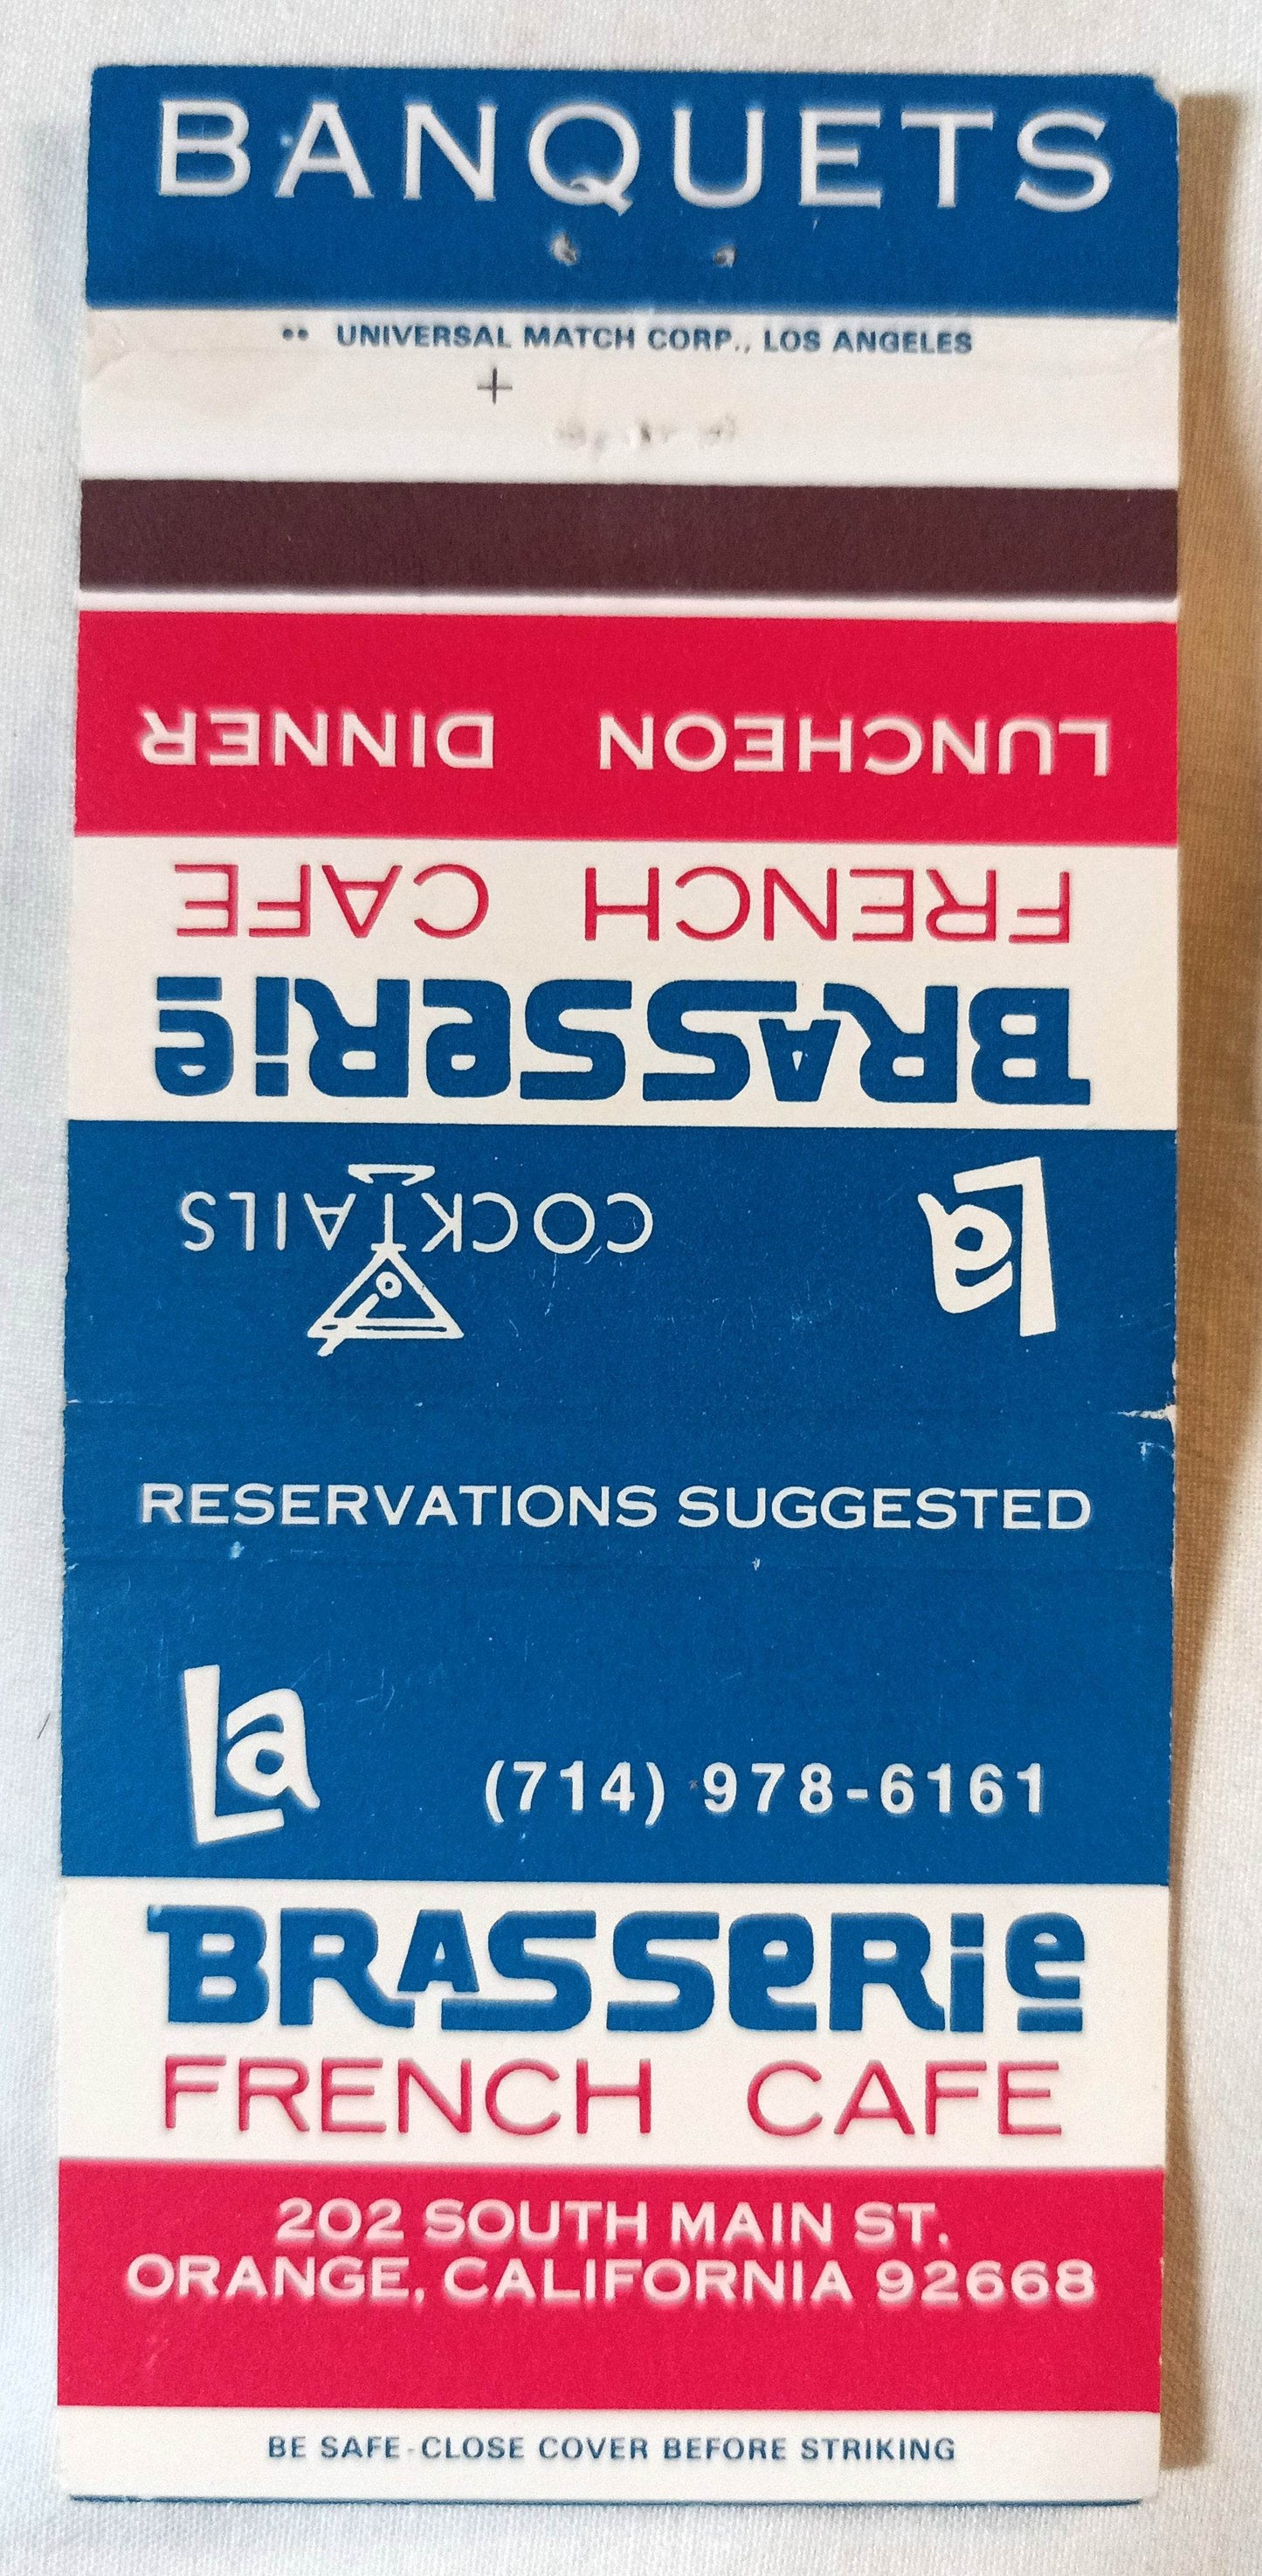 BANQUETS
•• UNIVERSAL MATCH CORP., LOS ANGELES
LUNCHEON DINNER
FRENCH CAFE
BRASSeRie
La COCKTAILS
RESERVATIONS SUGGESTED
La (714) 978-6161
BRASSeRie
FRENCH CAFE
202 SOUTH MAIN ST.
ORANGE, CALIFORNIA 92668
BE SAFE-CLOSE COVER BEFORE STRIKING